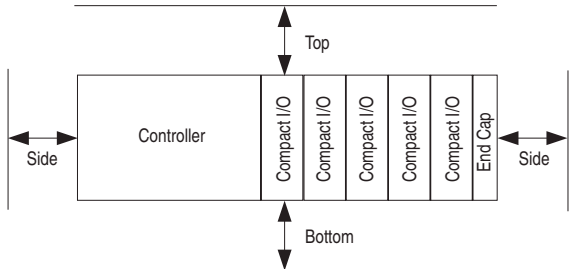 Top
Side
Controller
Compact I/O
Compact I/O
Compact I/O
Compact I/O
Compact I/O
End Cap
Side
Bottom